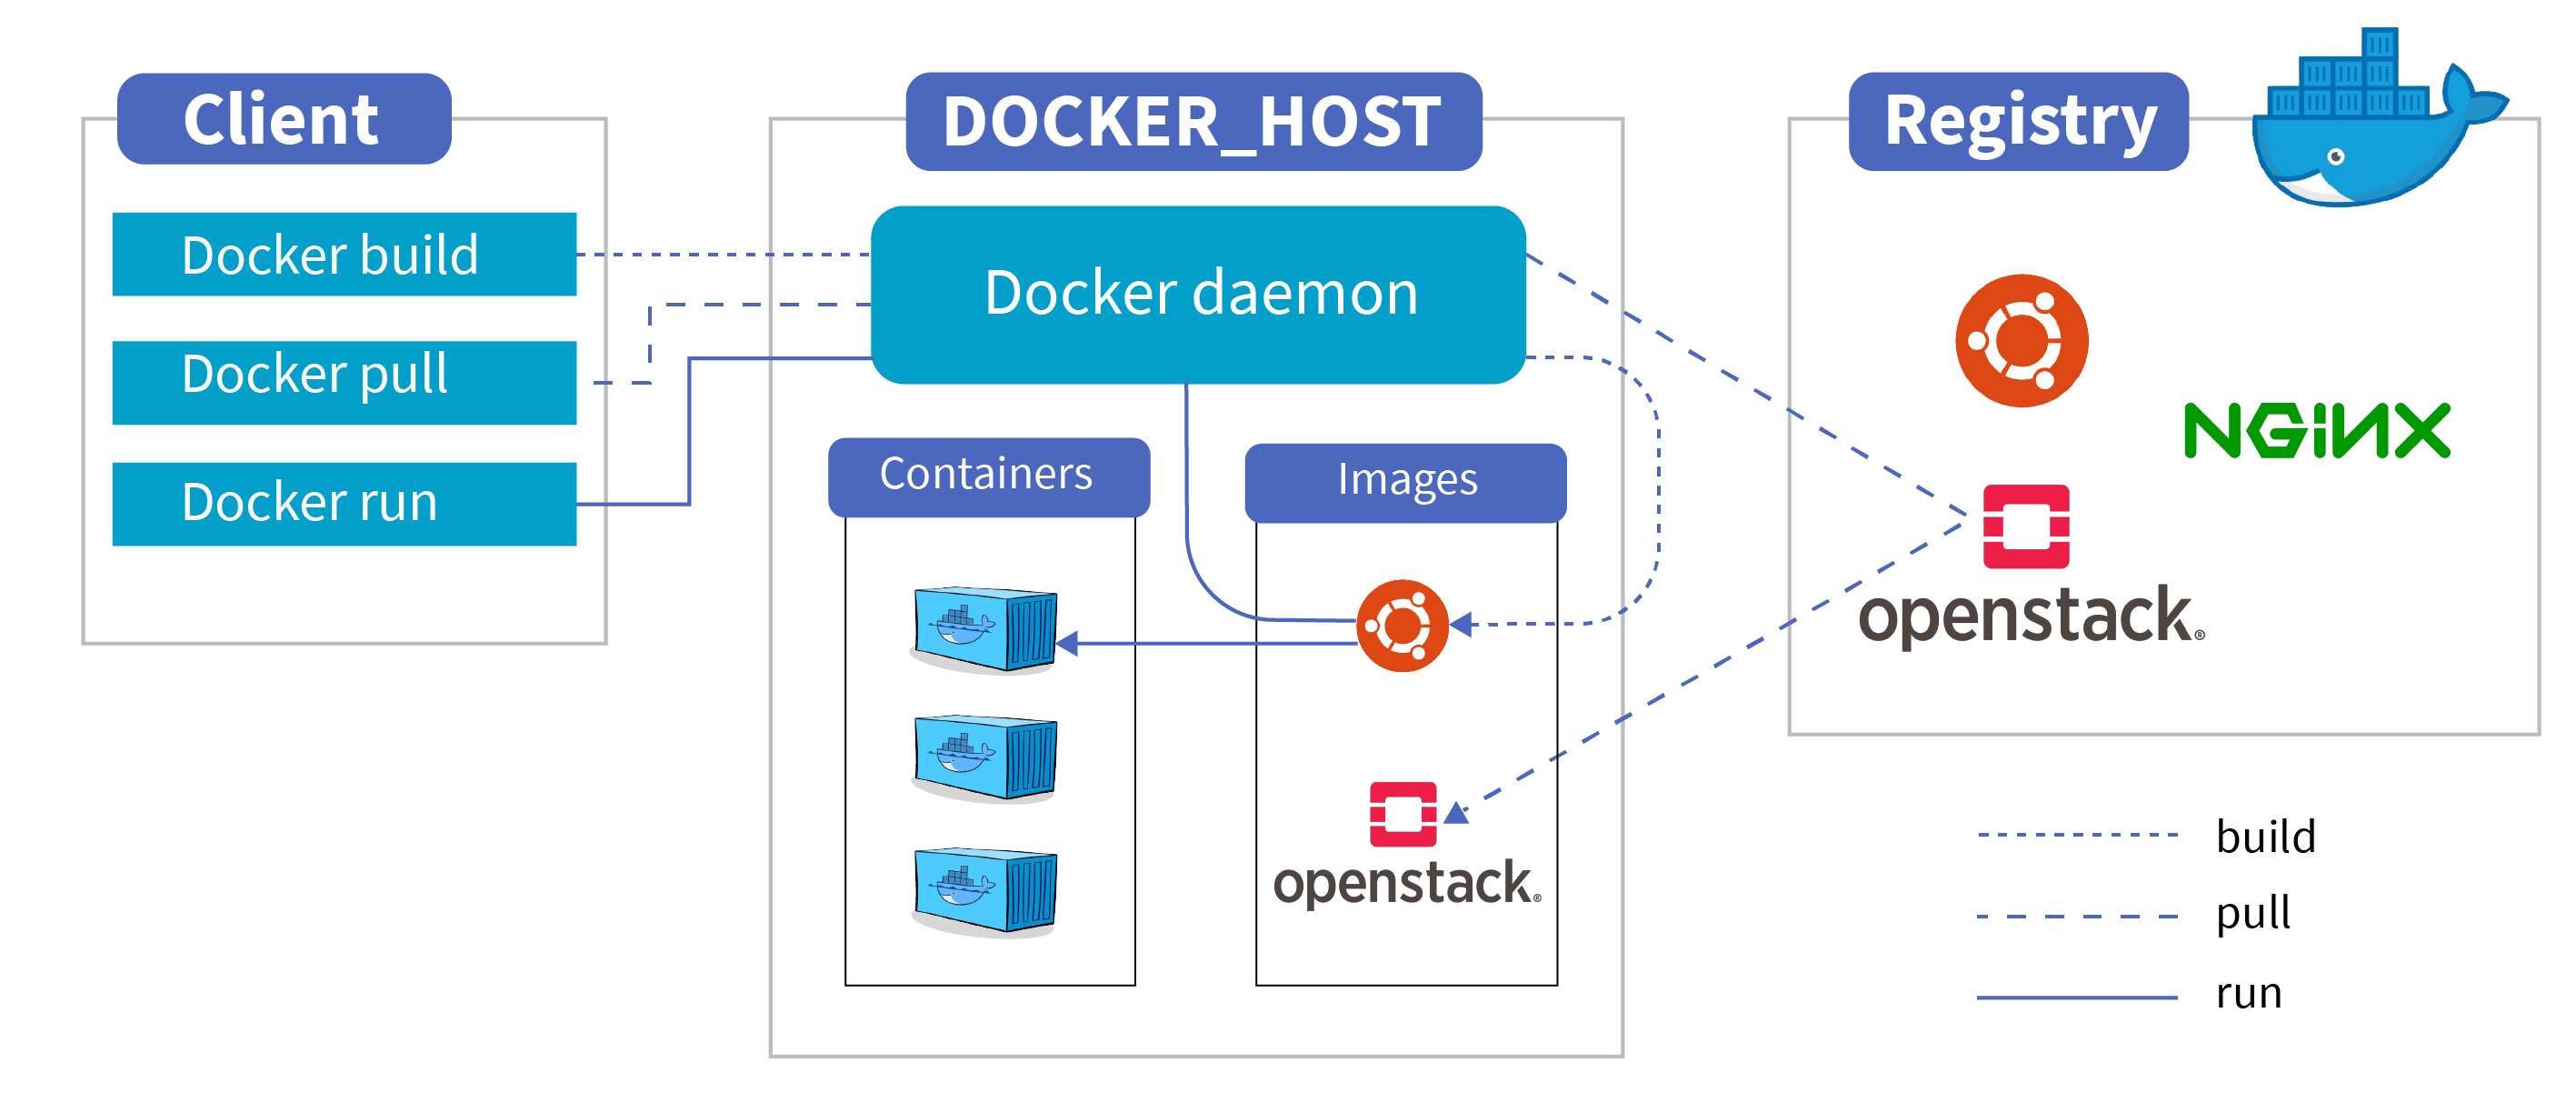 Client
Docker build
Docker pull
Docker run
DOCKER_HOST
Docker daemon
Containers
Images
openstack®
Registry
NGiNX
openstack®
build
pull
run